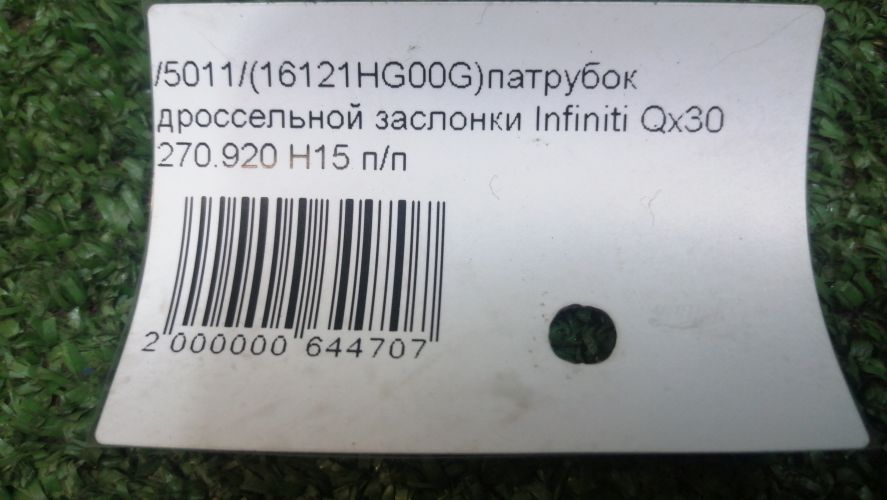 /5011/(16121HG00G)патрубок
дроссельной заслонки Infiniti Qx30
270.920 H15 п/п
2 000000 644707